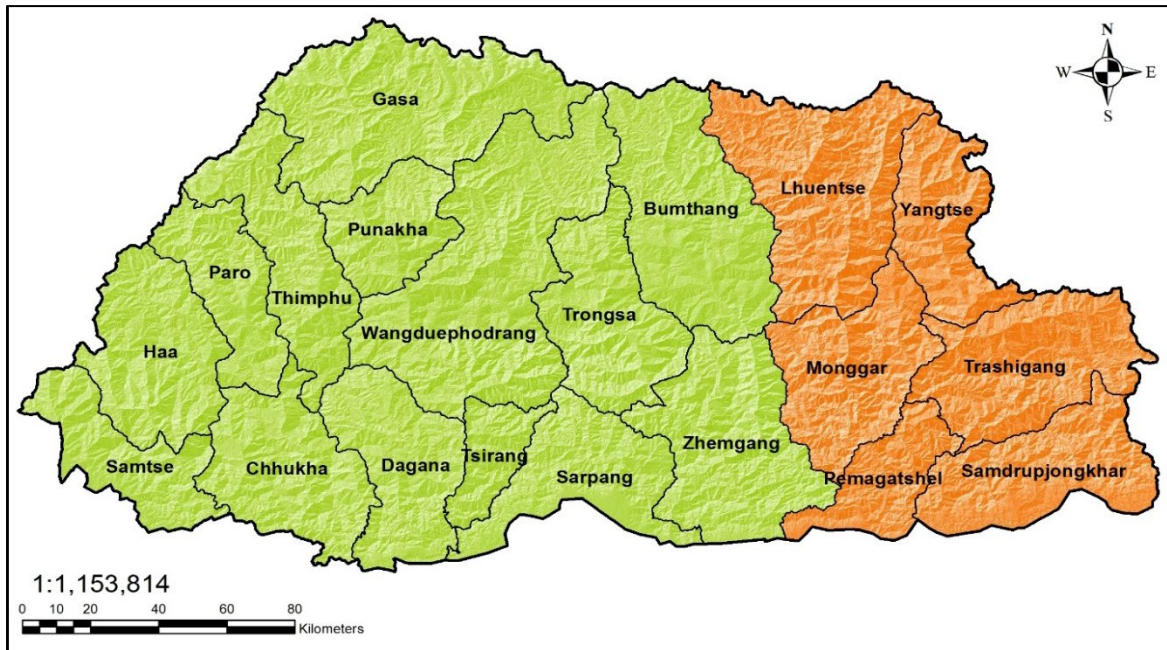 N
W E
S
Gasa
Lhuentse
Yangtse
Bumthang
Punakha
Paro
Thimphu
Trongsa
Wangduephodrang
Haa
Monggar
Trashigang
Zhemgang
Tsirang
Samtse
Chhukha
Dagana
Sarpang
Pemagatshel
Samdrupjongkhar
1:1,153,814
0 10 20 40 60 80
Kilometers